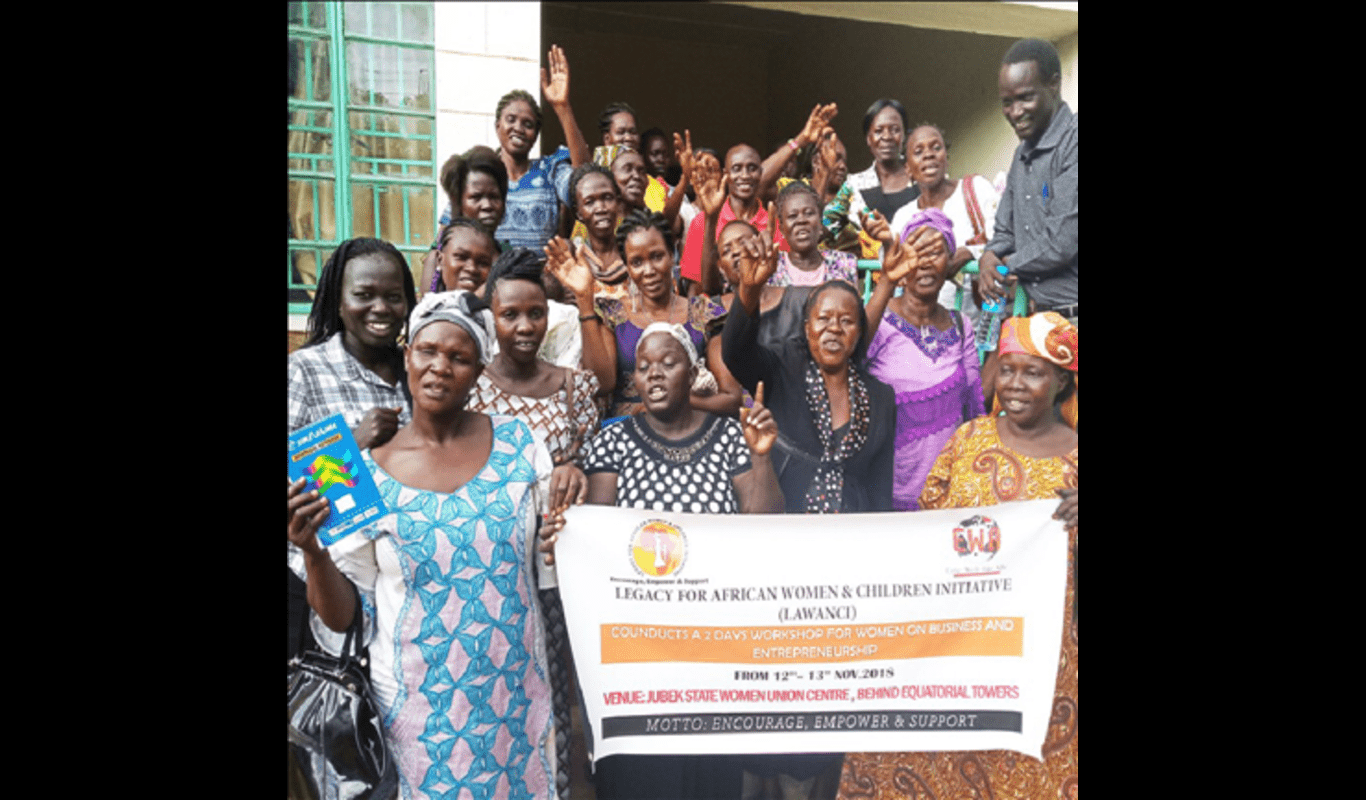 Encourage, Empower & Support
LEGACY FOR AFRICAN WOMEN & CHILDREN INITIATIVE
(LAWANCI)
COUNDUCTS A 2 DAYS WORKSHOP FOR WOMEN ON BUSINESS AND
ENTREPRENEURSHIP
FROM 12TH- 13TH NOV.2018
VENUE: JUBEK STATE WOMEN UNION CENTRE, BEHIND EQUATORIAL TOWERS
MOTTO: ENCOURAGE, EMPOWER & SUPPORT